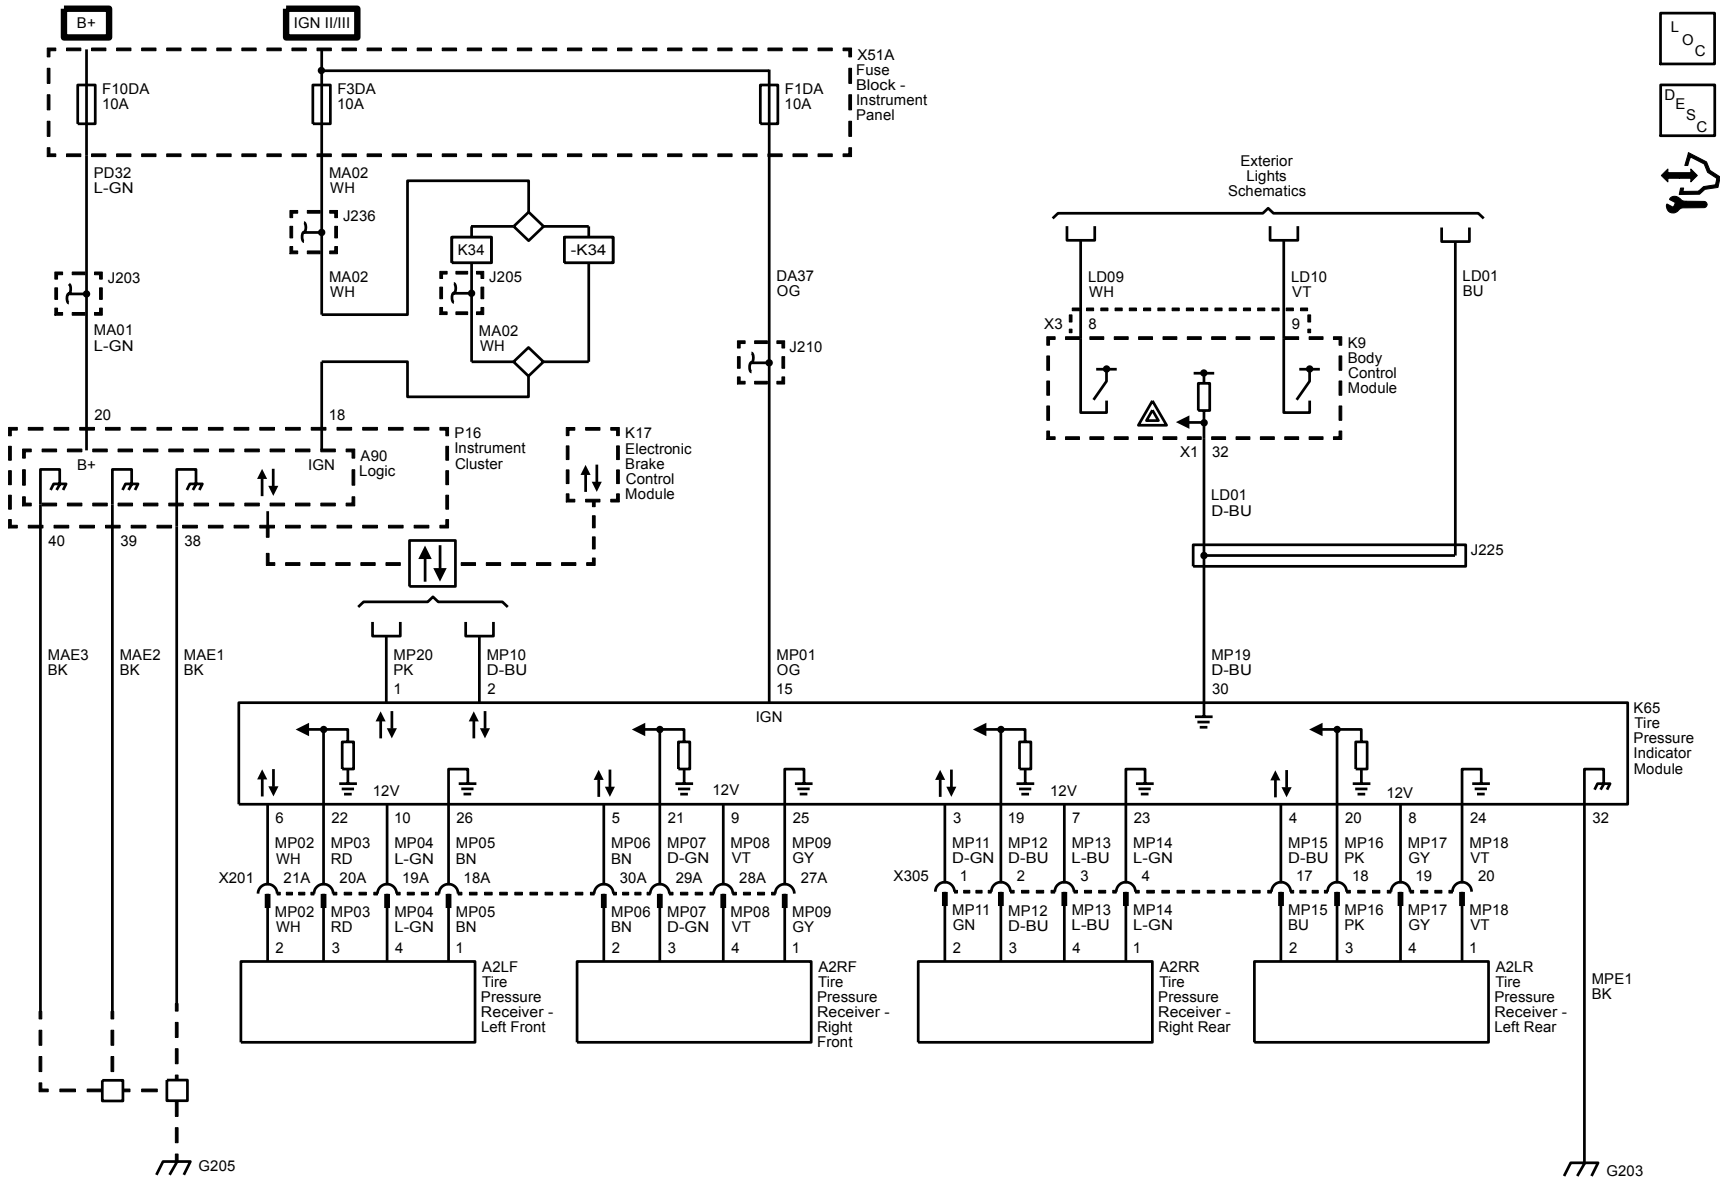 B+
IGN II/III
L
O
C
X51A
Fuse
Block -
Instrument
Panel
F10DA
10A
F3DA
10A
F1DA
10A
D
E
S
C
PD32
L-GN
MA02
WH
J236
J203
MA01
L-GN
MA02
WH
K34
-K34
J205
MA02
WH
DA37
OG
J210
Exterior
Lights
Schematics
LD09
WH
LD10
VT
LD01
BU
X3
8
9
K9
Body
Control
Module
X1
32
LD01
D-BU
J225
20
18
P16
Instrument
Cluster
A90
Logic
B+
IGN
K17
Electronic
Brake
Control
Module
40
39
38
MAE3
BK
MAE2
BK
MAE1
BK
MP20
PK
1
MP10
D-BU
2
MP01
OG
15
MP19
D-BU
30
IGN
K65
Tire
Pressure
Indicator
Module
12V
12V
12V
12V
6
22
10
26
5
21
9
25
3
19
7
23
4
20
8
24
32
MP02
WH
MP03
RD
MP04
L-GN
MP05
BN
MP06
BN
MP07
D-GN
MP08
VT
MP09
GY
MP11
D-GN
MP12
D-BU
MP13
L-BU
MP14
L-GN
MP15
D-BU
MP16
PK
MP17
GY
MP18
VT
X201
21A
20A
19A
18A
30A
29A
28A
27A
X305
1
2
3
4
17
18
19
20
MP02
WH
MP03
RD
MP04
L-GN
MP05
BN
MP06
BN
MP07
D-GN
MP08
VT
MP09
GY
MP11
GN
MP12
D-BU
MP13
L-BU
MP14
L-GN
MP15
BU
MP16
PK
MP17
GY
MP18
VT
2
3
4
1
2
3
4
1
2
3
4
1
2
3
4
1
A2LF
Tire
Pressure
Receiver -
Left Front
A2RF
Tire
Pressure
Receiver -
Right
Front
A2RR
Tire
Pressure
Receiver -
Right Rear
A2LR
Tire
Pressure
Receiver -
Left Rear
MPE1
BK
G205
G203